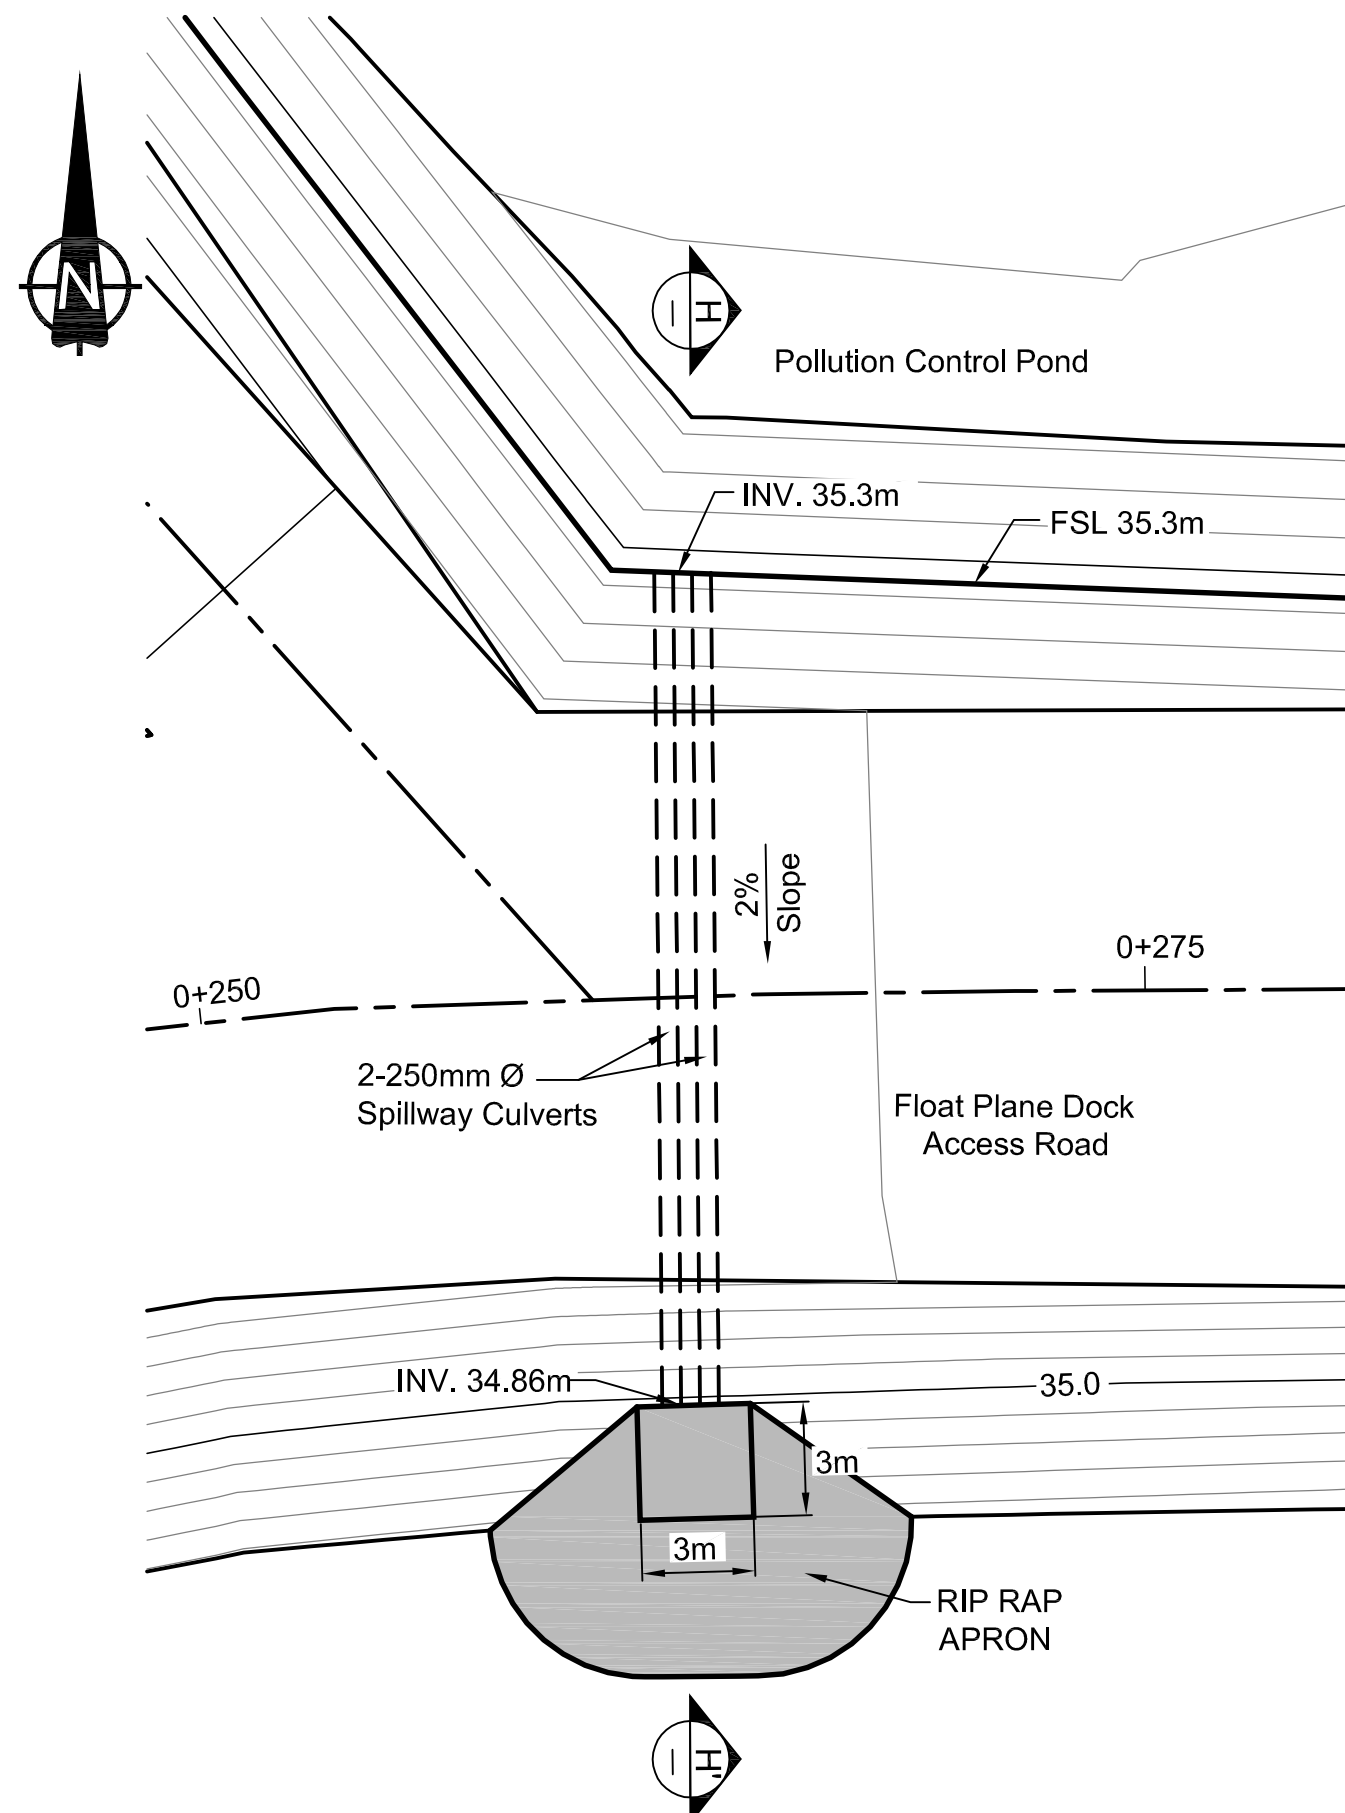 N
H
Pollution Control Pond
INV. 35.3m
FSL 35.3m
2%
Slope
0+250
0+275
2-250mm Ø
Spillway Culverts
Float Plane Dock
Access Road
INV. 34.86m
35.0
3m
3m
RIP RAP
APRON
H'